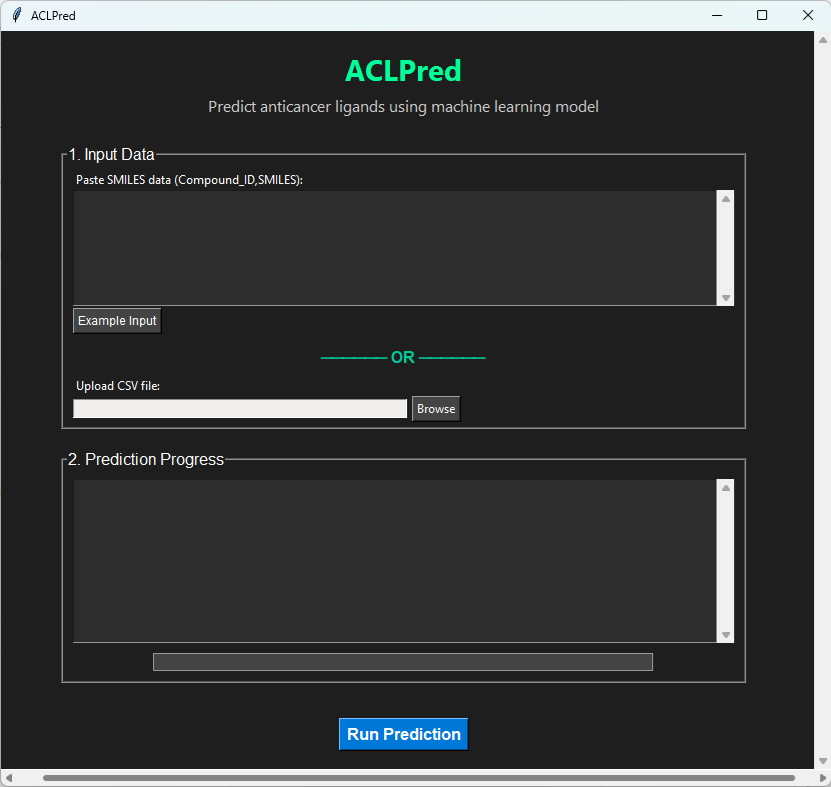 ACLPred
ACLPred
Predict anticancer ligands using machine learning model
1. Input Data
Paste SMILES data (Compound_ID,SMILES):
Example Input
OR
Upload CSV file:
Browse
2. Prediction Progress
Run Prediction